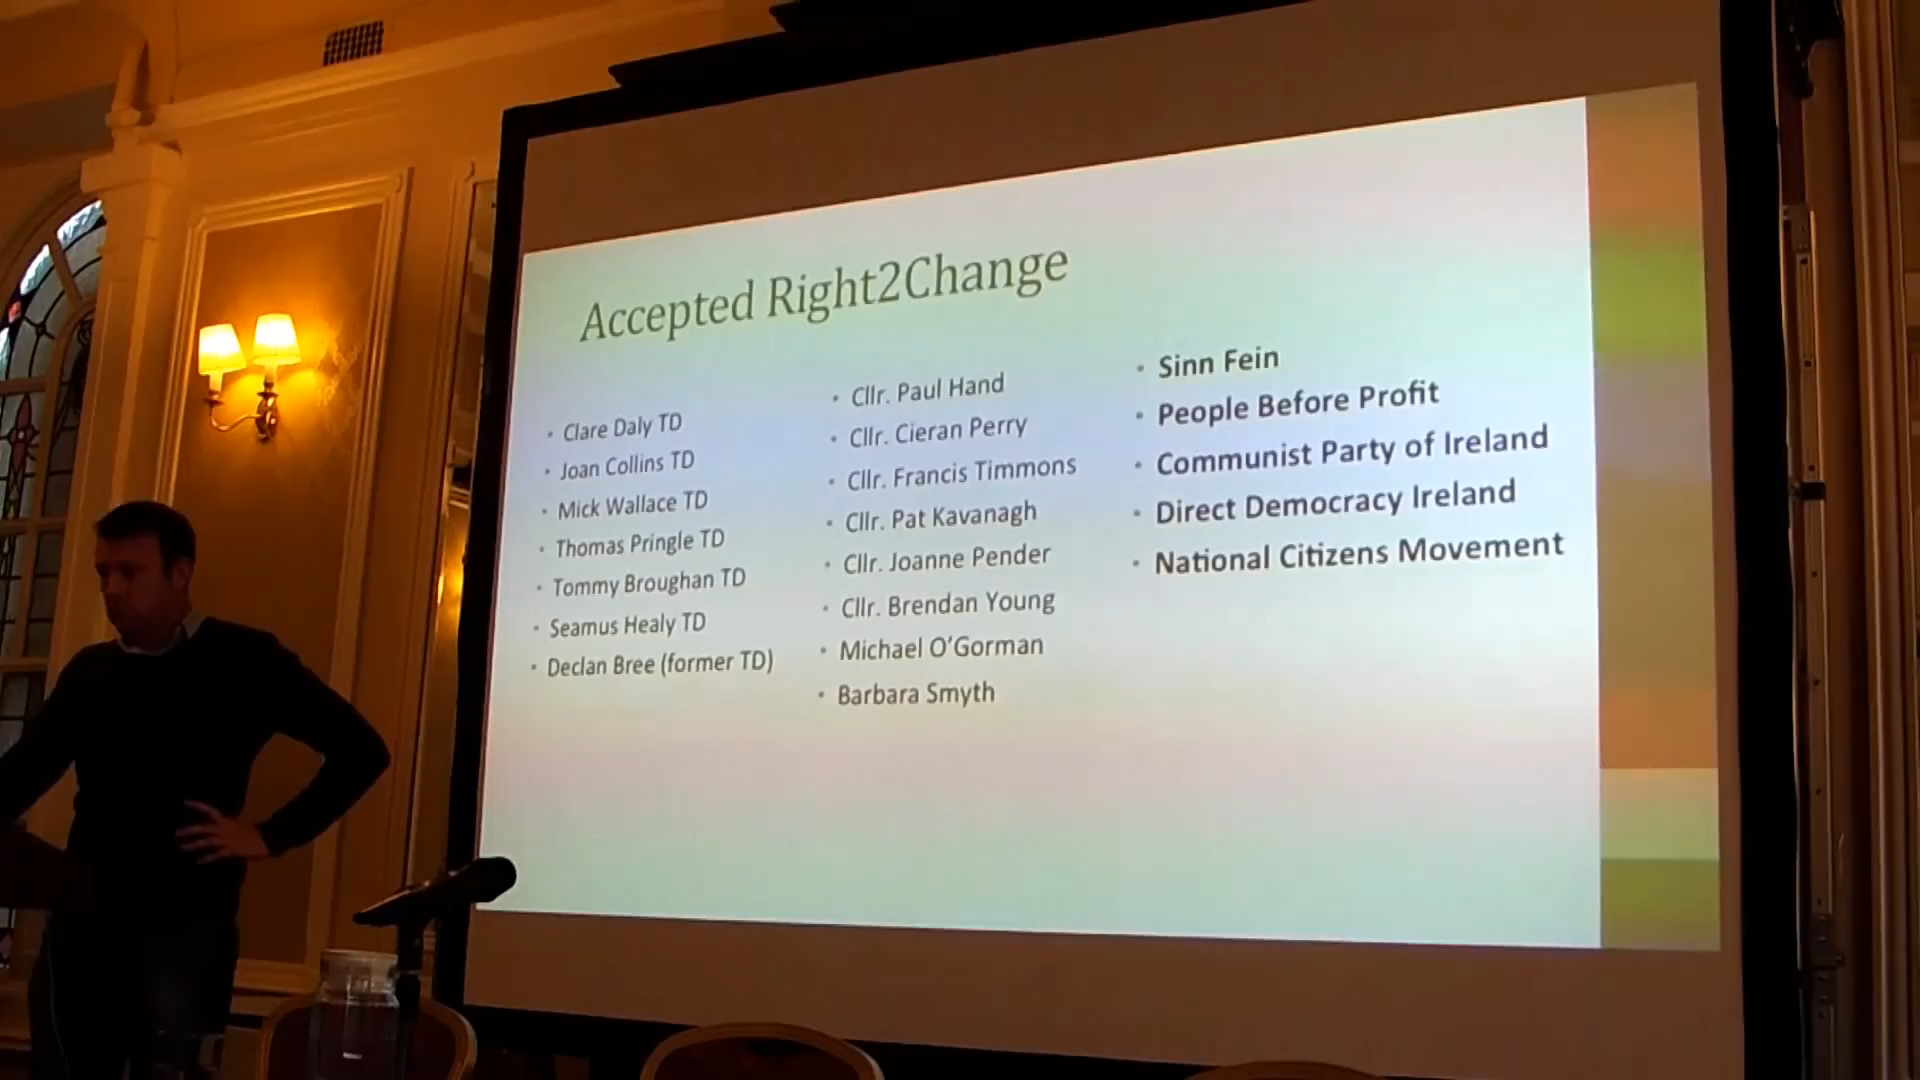 Accepted Right2Change
• Clare Daly TD
• Joan Collins TD
• Mick Wallace TD
• Thomas Pringle TD
• Tommy Broughan TD
• Seamus Healy TD
• Declan Bree (former TD)
• Cllr. Paul Hand
• Cllr. Cieran Perry
• Cllr. Francis Timmons
• Cllr. Pat Kavanagh
• Cllr. Joanne Pender
• Cllr. Brendan Young
• Michael O'Gorman
• Barbara Smyth
• Sinn Fein
• People Before Profit
• Communist Party of Ireland
• Direct Democracy Ireland
• National Citizens Movement